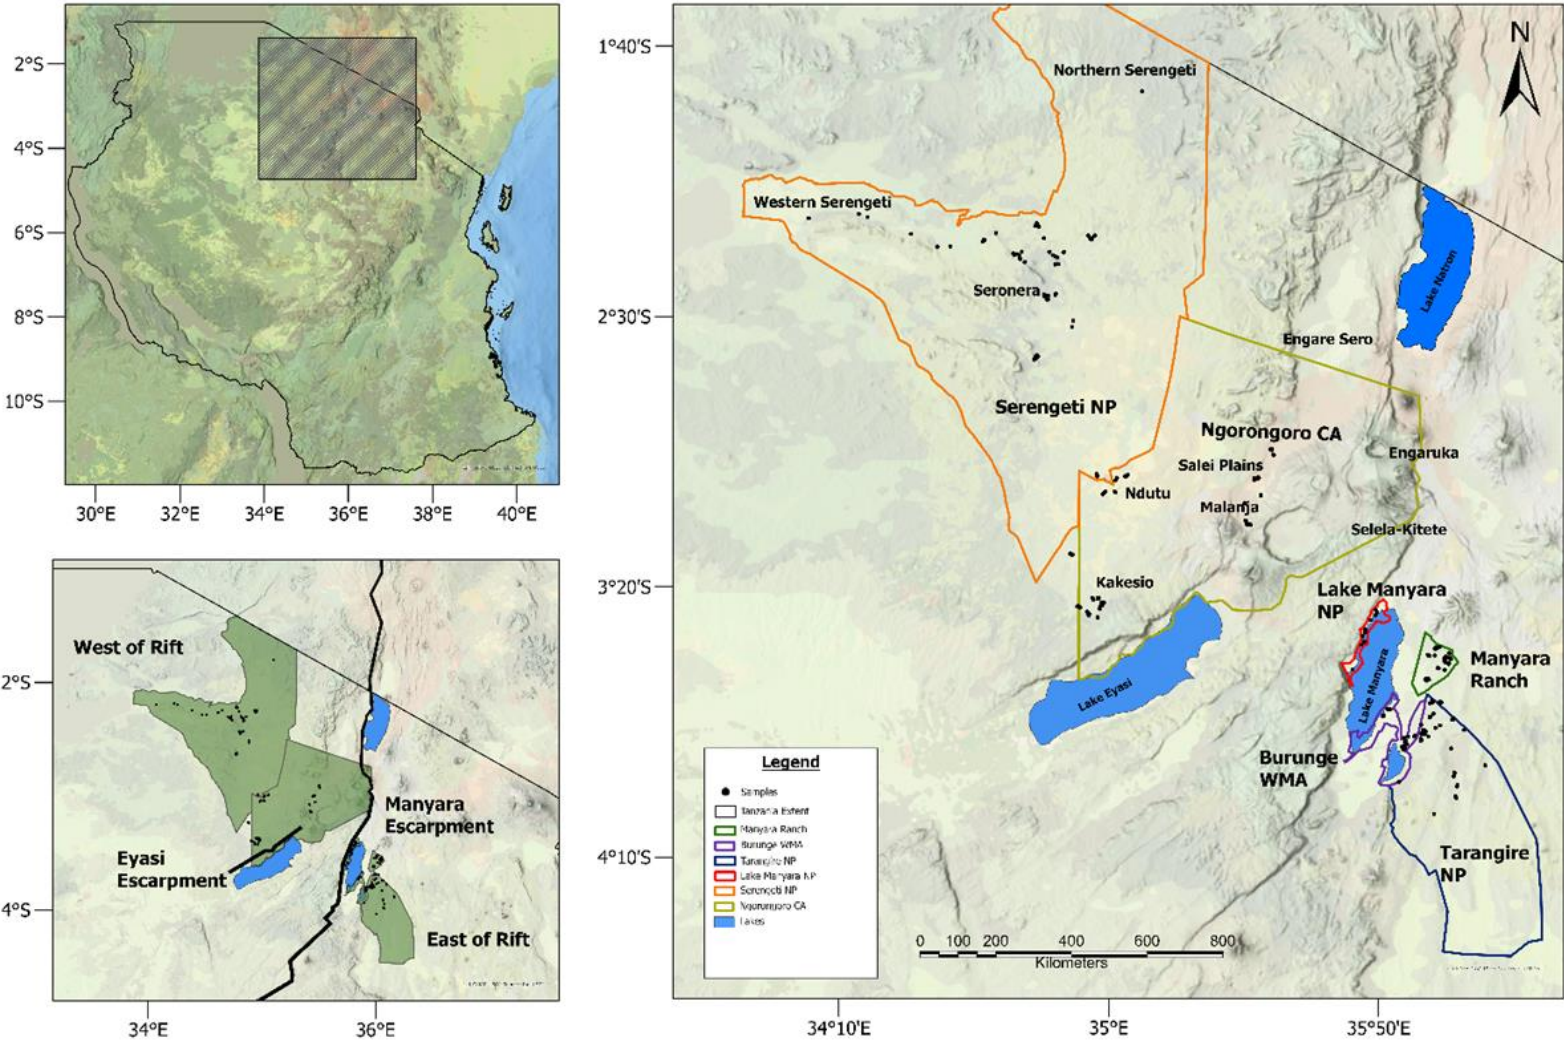 2°S
4°S
6°S
8°S
10°S
30°E
32°E
34°E
36°E
38°E
40°E
West of Rift
2°S
Manyara
Escarpment
Eyasi
Escarpment
4°S
East of Rift
34°E
36°E
N
1°40'S
Northern Serengeti
Western Serengeti
Lake Natron
Seronera
2°30'S
Engare Sero
Serengeti NP
Ngorongoro CA
Salei Plains
Engaruka
Ndutu
Malanja
Selela-Kitete
3°20'S
Kakesio
Lake Manyara
NP
Manyara
Ranch
Lake Manyara
Lake Eyasi
Burunge
WMA
Legend
Samples
Tanzania Extent
Manyara Ranch
Burunge WMA
Tarangire NP
Lake Manyara NP
Serengeti NP
Ngorongoro CA
Lakes
4°10'S
Tarangire
NP
0 100 200 400 600 800
Kilometers
34°10'E
35°E
35°50'E